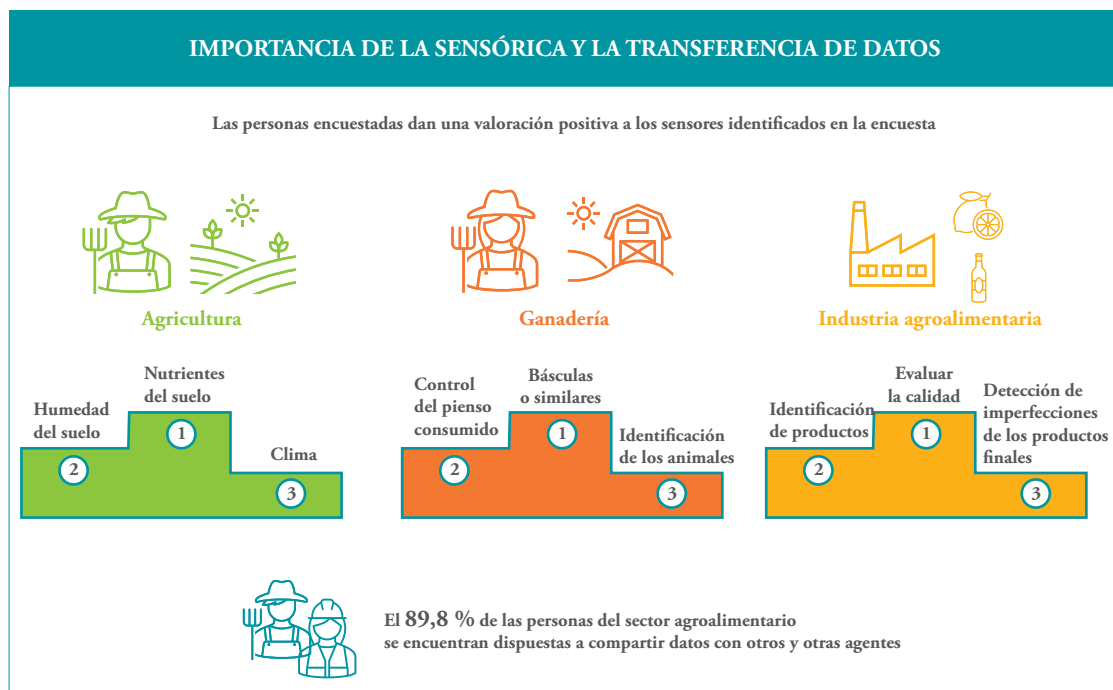 IMPORTANCIA DE LA SENSÓRICA Y LA TRANSFERENCIA DE DATOS
Las personas encuestadas dan una valoración positiva a los sensores identificados en la encuesta
Agricultura
Nutrientes
del suelo
Humedad
del suelo
Clima
1
2
3
Ganadería
Control
del pienso
consumido
Básculas
o similares
Identificación
de los animales
1
2
3
Industria agroalimentaria
Identificación
de productos
Evaluar
la calidad
Detección de
imperfecciones
de los productos
finales
1
2
3
El 89,8 % de las personas del sector agroalimentario
se encuentran dispuestas a compartir datos con otros y otras agentes